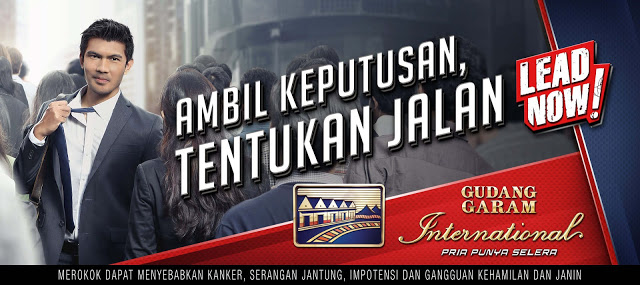 AMBIL KEPUTUSAN,
TENTUKAN JALAN
LEAD
NOW!
GUDANG
GARAM
International
PRIA PUNYA SELERA
MEROKOK DAPAT MENYEBABKAN KANKER, SERANGAN JANTUNG, IMPOTENSI DAN GANGGUAN KEHAMILAN DAN JANIN